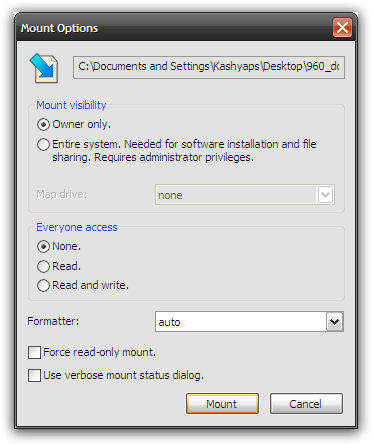 Mount Options
C:\Documents and Settings\Kashyaps\Desktop\960_do
Mount visibility
Owner only.
Entire system. Needed for software installation and file
sharing. Requires administrator privileges.
Map drive:
none
Everyone access
None.
Read.
Read and write.
Formatter:
auto
Force read-only mount.
Use verbose mount status dialog.
Mount
Cancel